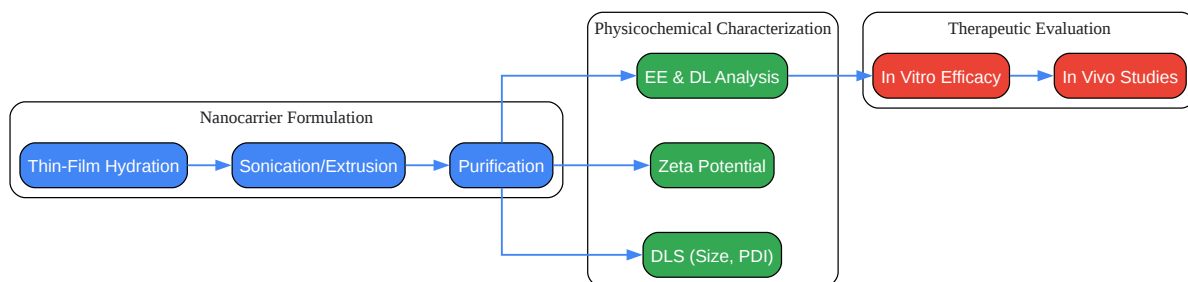 Nanocarrier Formulation
Thin-Film Hydration
Sonication/Extrusion
Purification
Physicochemical Characterization
EE & DL Analysis
Zeta Potential
DLS (Size, PDI)
Therapeutic Evaluation
In Vitro Efficacy
In Vivo Studies